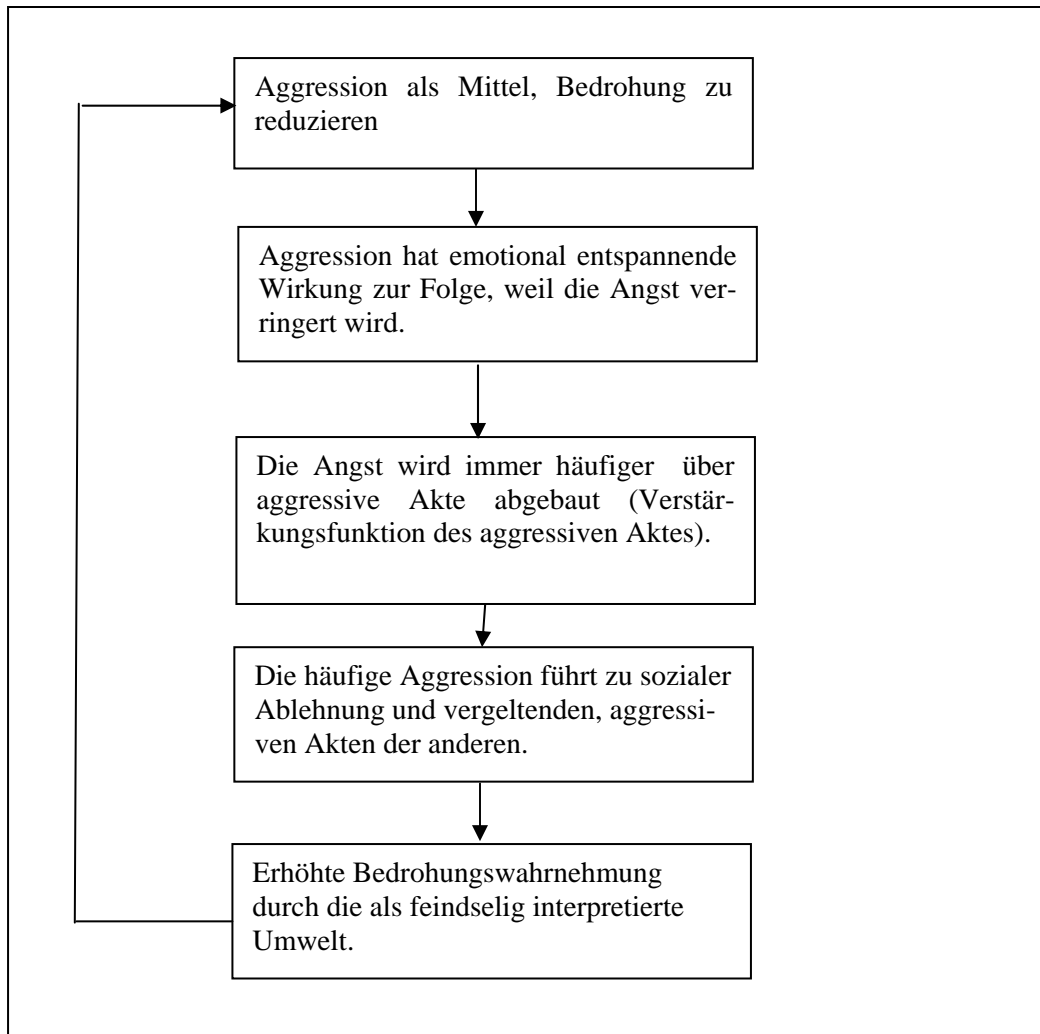 Aggression als Mittel, Bedrohung zu
reduzieren
Aggression hat emotional entspannende
Wirkung zur Folge, weil die Angst ver-
ringert wird.
Die Angst wird immer häufiger über
aggressive Akte abgebaut (Verstär-
kungsfunktion des aggressiven Aktes).
Die häufige Aggression führt zu sozialer
Ablehnung und vergeltenden, aggressi-
ven Akten der anderen.
Erhöhte Bedrohungswahrnehmung
durch die als feindselig interpretierte
Umwelt.